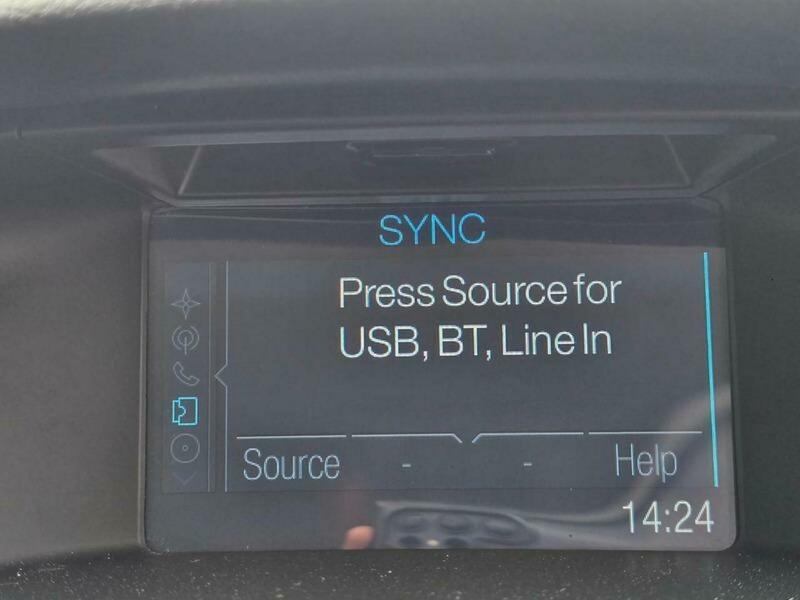 SYNC
Press Source for
USB, BT, Line In
Source - - Help
14:24